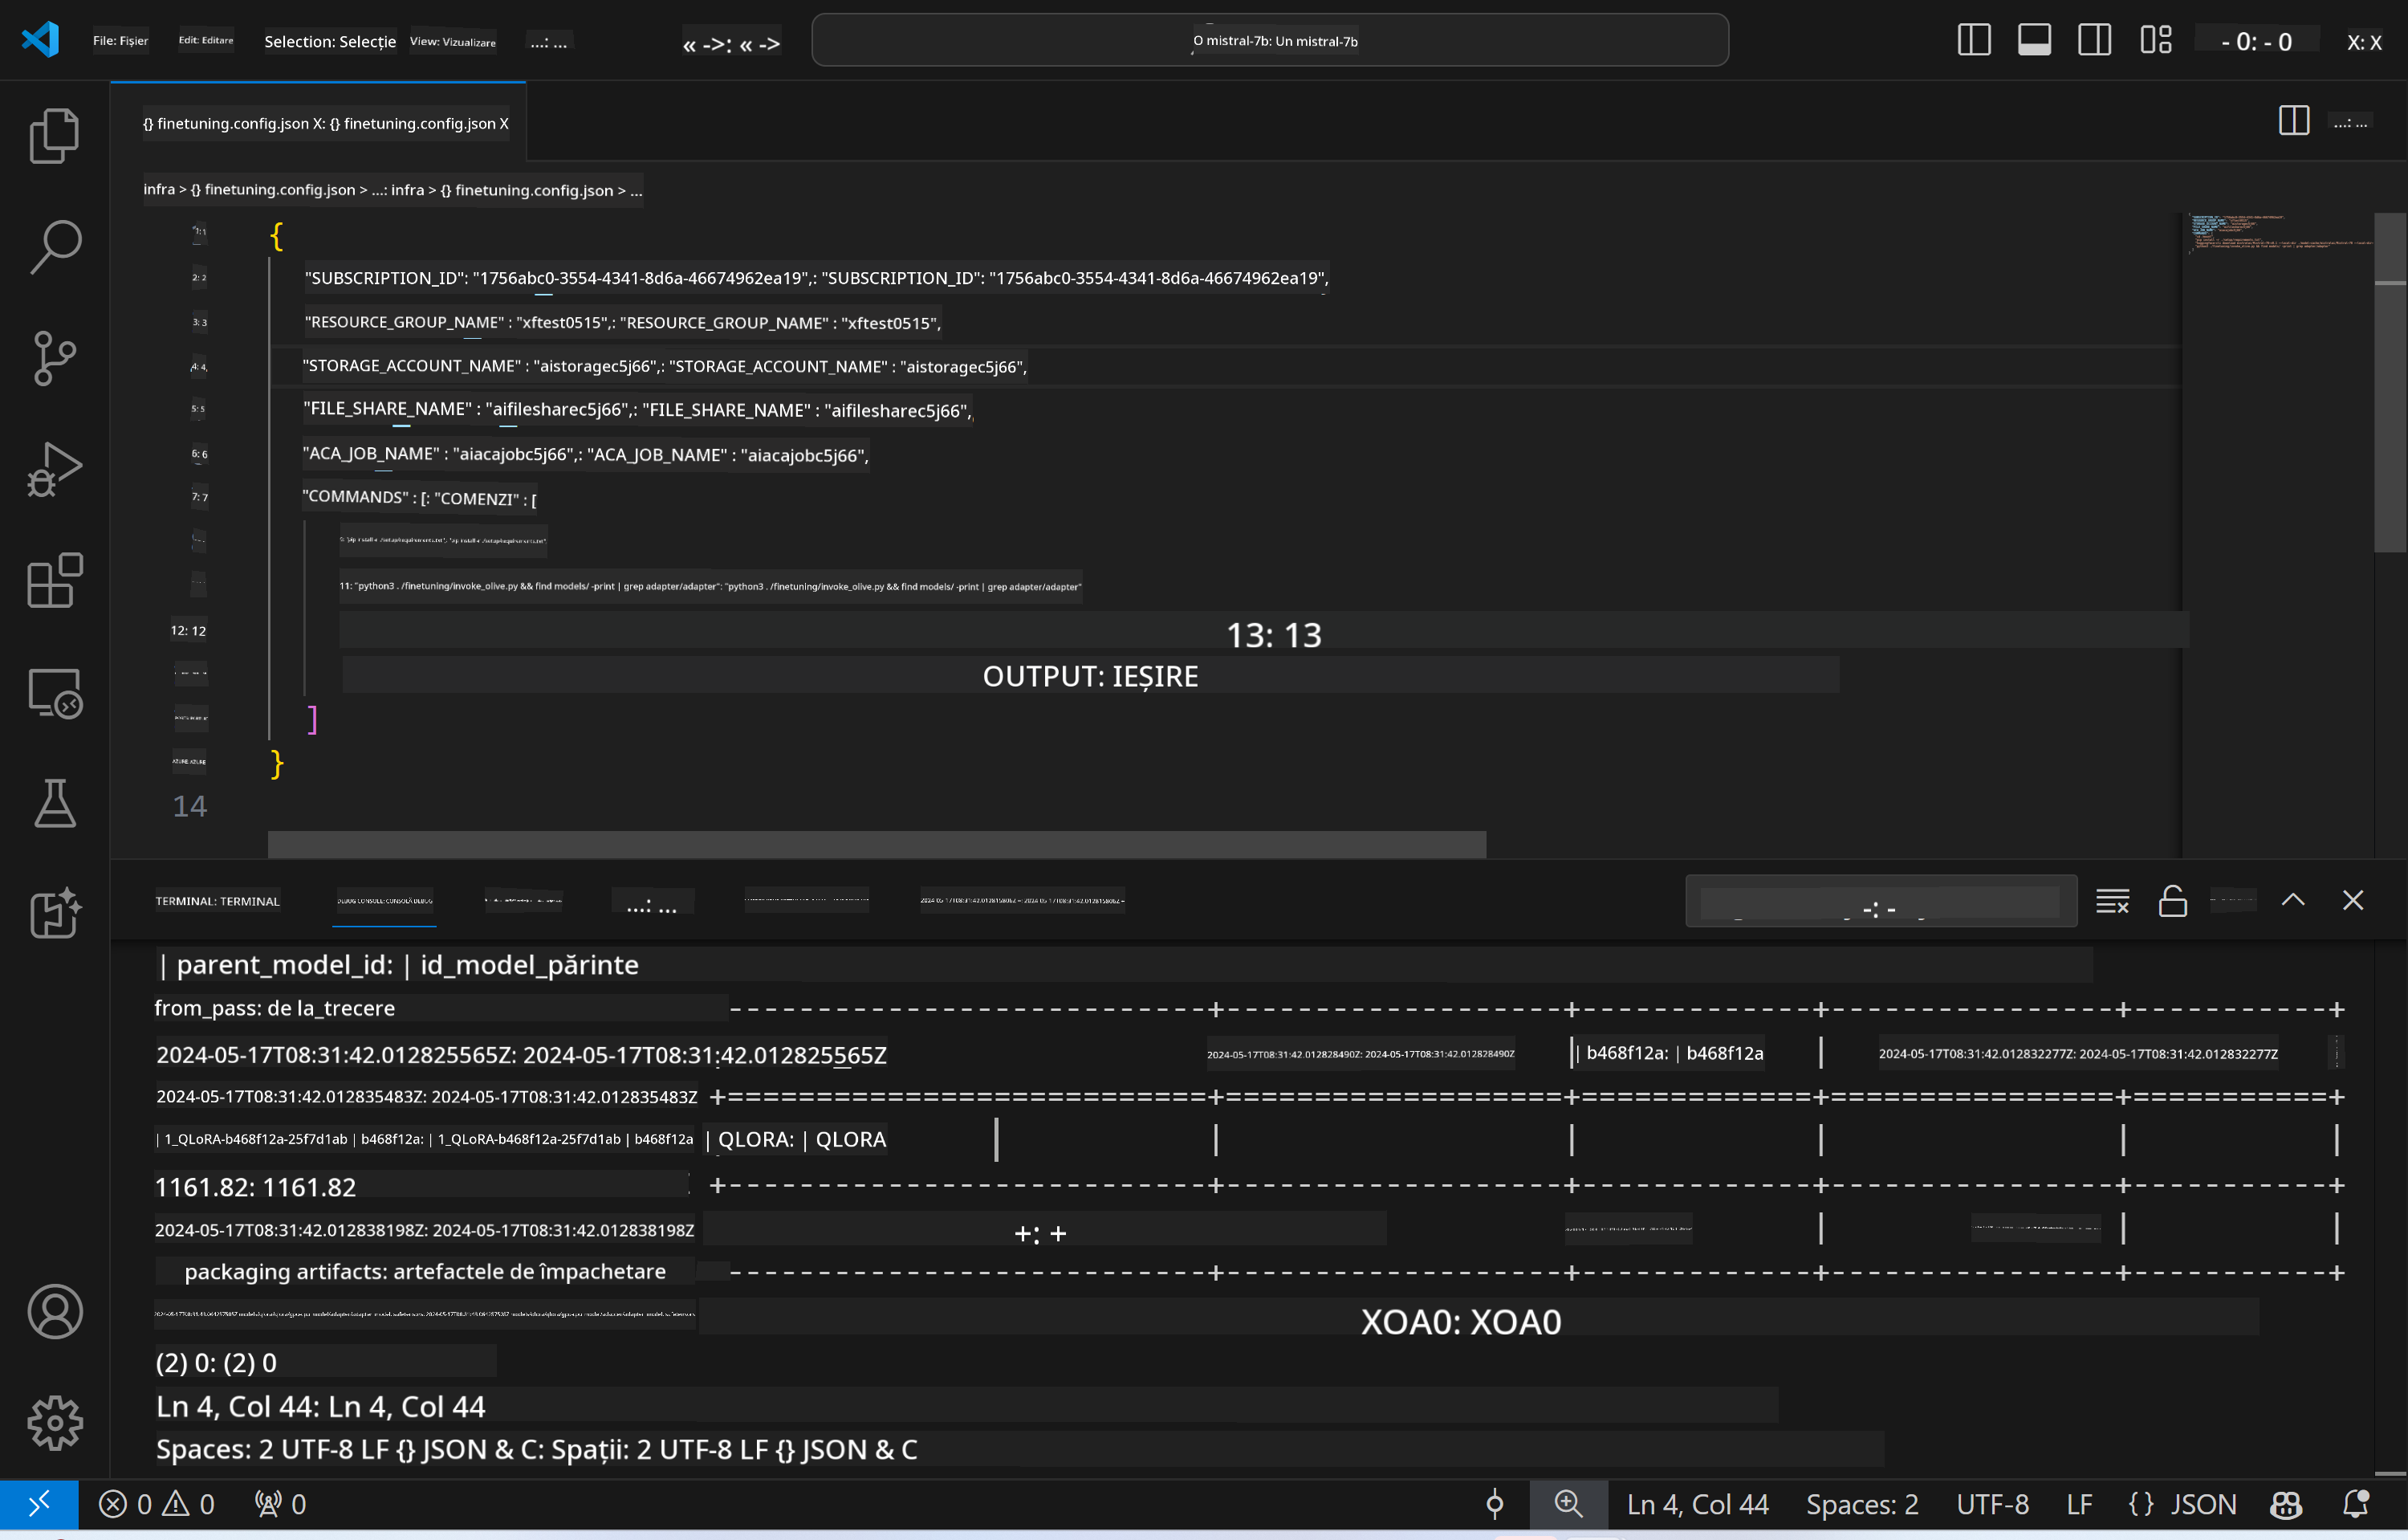 File: Fișier Edit: Editare Selection: Selecție View: Vizualizare ...: ... « ->: « -> O mistral-7b: Un mistral-7b - 0: - 0 X: X
{} finetuning.config.json X: {} finetuning.config.json X ...: ...
infra > {} finetuning.config.json > ...: infra > {} finetuning.config.json > ...
1: 1 {
2: 2 "SUBSCRIPTION_ID": "1756abc0-3554-4341-8d6a-46674962ea19",: "SUBSCRIPTION_ID": "1756abc0-3554-4341-8d6a-46674962ea19",
3: 3 "RESOURCE_GROUP_NAME" : "xftest0515",: "RESOURCE_GROUP_NAME" : "xftest0515",
4: 4, "STORAGE_ACCOUNT_NAME" : "aistoragec5j66",: "STORAGE_ACCOUNT_NAME" : "aistoragec5j66",
5: 5 "FILE_SHARE_NAME" : "aifilesharec5j66",: "FILE_SHARE_NAME" : "aifilesharec5j66",
6: 6 "ACA_JOB_NAME" : "aiacajobc5j66",: "ACA_JOB_NAME" : "aiacajobc5j66",
7: 7 "COMMANDS" : [: "COMENZI" : [
11: "python3 . /finetuning/invoke_olive.py && find models/ -print | grep adapter/adapter": "python3 . /finetuning/invoke_olive.py && find models/ -print | grep adapter/adapter"
12: 12 13: 13
OUTPUT: IEȘIRE
]
AZURE: AZURE }
14
TERMINAL: TERMINAL DEBUG CONSOLE: CONSOLĂ DEBUG ...: ... -: -
| parent_model_id: | id_model_părinte
from_pass: de la_trecere
2024-05-17T08:31:42.012825565Z: 2024-05-17T08:31:42.012825565Z 2024-05-17T08:31:42.012828490Z: 2024-05-17T08:31:42.012828490Z | b468f12a: | b468f12a | 2024-05-17T08:31:42.012832277Z: 2024-05-17T08:31:42.012832277Z
2024-05-17T08:31:42.012835483Z: 2024-05-17T08:31:42.012835483Z
| 1_QLoRA-b468f12a-25f7d1ab | b468f12a: | 1_QLoRA-b468f12a-25f7d1ab | b468f12a | QLORA: | QLORA
1161.82: 1161.82
2024-05-17T08:31:42.012838198Z: 2024-05-17T08:31:42.012838198Z +: +
packaging artifacts: artefactele de împachetare
XOA0: XOA0
(2) 0: (2) 0
Ln 4, Col 44: Ln 4, Col 44
Spaces: 2 UTF-8 LF {} JSON & C: Spații: 2 UTF-8 LF {} JSON & C
0 0 0 Ln 4, Col 44 Spaces: 2 UTF-8 LF {} JSON